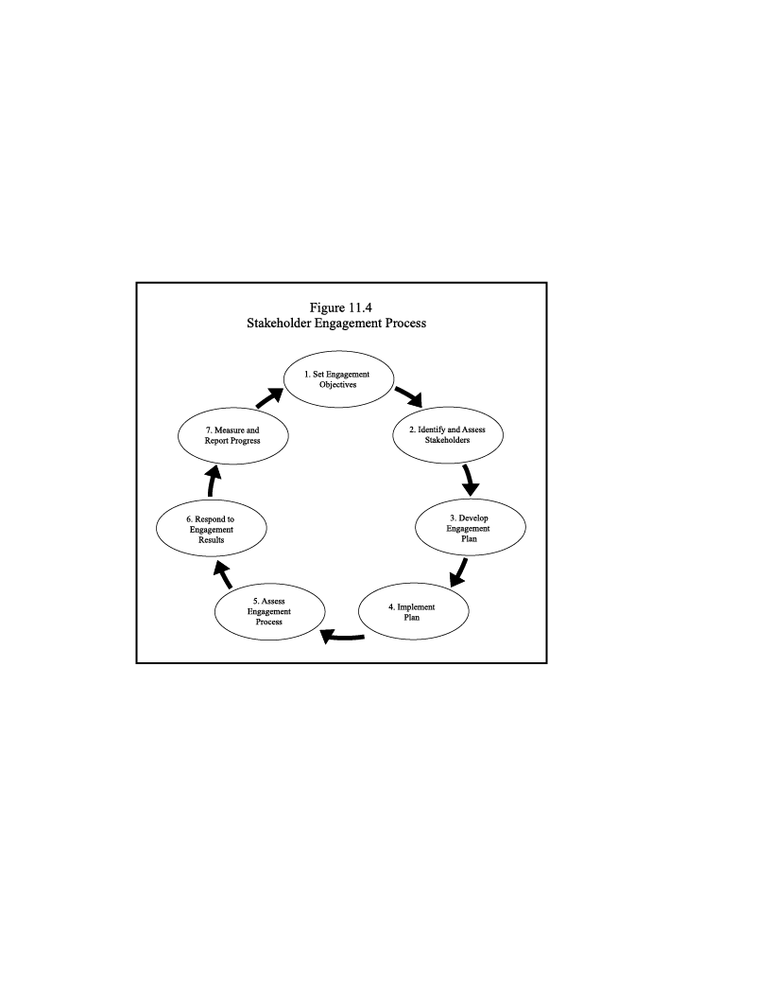 Figure 11.4
Stakeholder Engagement Process
1. Set Engagement
Objectives
2. Identify and Assess
Stakeholders
3. Develop
Engagement
Plan
4. Implement
Plan
5. Assess
Engagement
Process
6. Respond to
Engagement
Results
7. Measure and
Report Progress